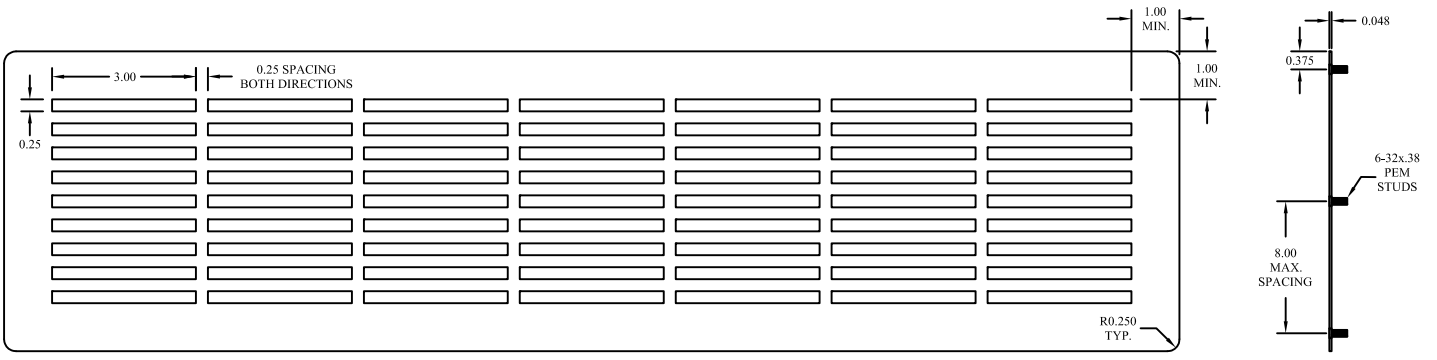 1.00
MIN.
0.048
3.00
0.25 SPACING
BOTH DIRECTIONS
1.00
MIN.
0.375
0.25
6-32x.38
PEM
STUDS
8.00
MAX.
SPACING
R0.250
TYP.